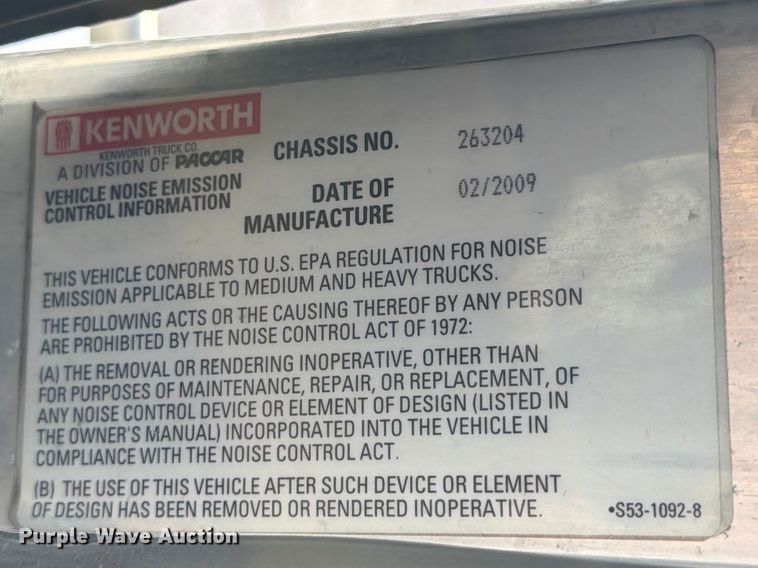 KENWORTH
KENWORTH TRUCK CO.
A DIVISION OF PACCAR
VEHICLE NOISE EMISSION
CONTROL INFORMATION
CHASSIS NO. 263204
DATE OF
MANUFACTURE
02/2009
THIS VEHICLE CONFORMS TO U.S. EPA REGULATION FOR NOISE
EMISSION APPLICABLE TO MEDIUM AND HEAVY TRUCKS.
THE FOLLOWING ACTS OR THE CAUSING THEREOF BY ANY PERSON
ARE PROHIBITED BY THE NOISE CONTROL ACT OF 1972:
(A) THE REMOVAL OR RENDERING INOPERATIVE, OTHER THAN
FOR PURPOSES OF MAINTENANCE, REPAIR, OR REPLACEMENT, OF
ANY NOISE CONTROL DEVICE OR ELEMENT OF DESIGN (LISTED IN
THE OWNER'S MANUAL) INCORPORATED INTO THE VEHICLE IN
COMPLIANCE WITH THE NOISE CONTROL ACT.
(B) THE USE OF THIS VEHICLE AFTER SUCH DEVICE OR ELEMENT
OF DESIGN HAS BEEN REMOVED OR RENDERED INOPERATIVE.
•S53-1092-8
Purple Wave Auction